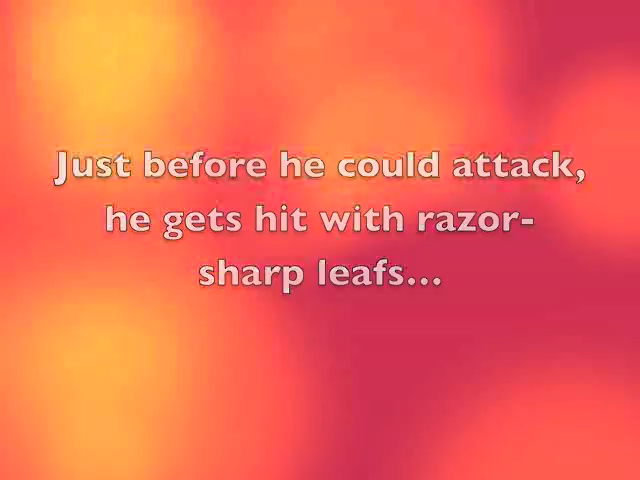 Just before he could attack,
he gets hit with razor-
sharp leafs...